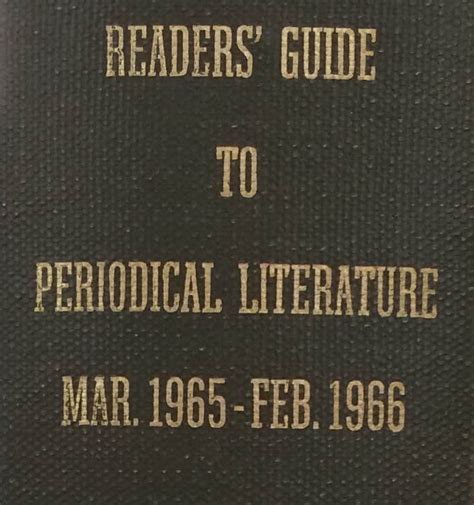 READERS' GUIDE
TO
PERIODICAL LITERATURE
MAR. 1965-FEB. 1966